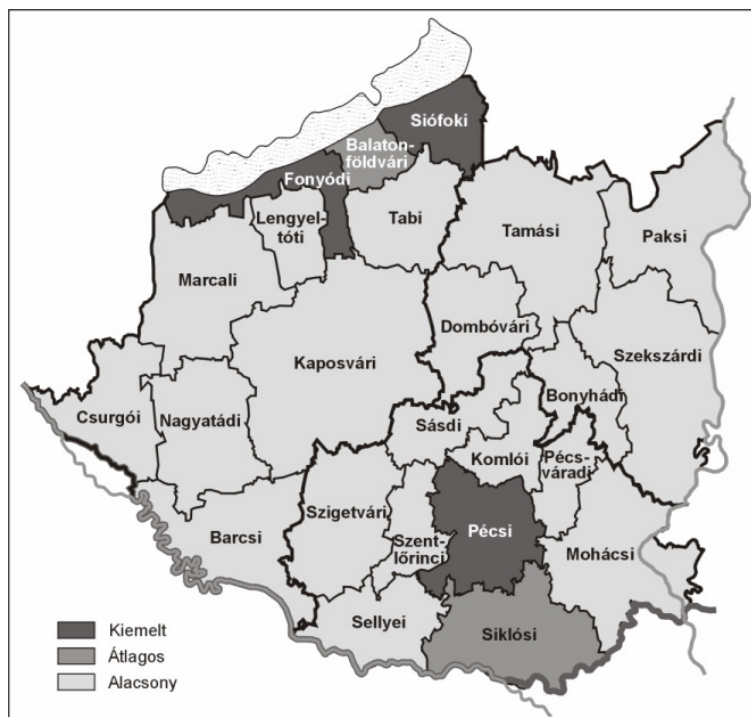 Siófoki
Balaton-
földvári
Fonyódi
Lengyel-
tóti
Tabi
Tamási
Paksi
Marcali
Dombóvári
Kaposvári
Szekszárdi
Csurgói
Nagyatádi
Bonyhádi
Sásdi
Komlói
Pécs-
váradi
Szigetvári
Barcsi
Szent-
lőrinci
Pécsi
Mohácsi
Sellyei
Siklósi
Kiemelt
Átlagos
Alacsony